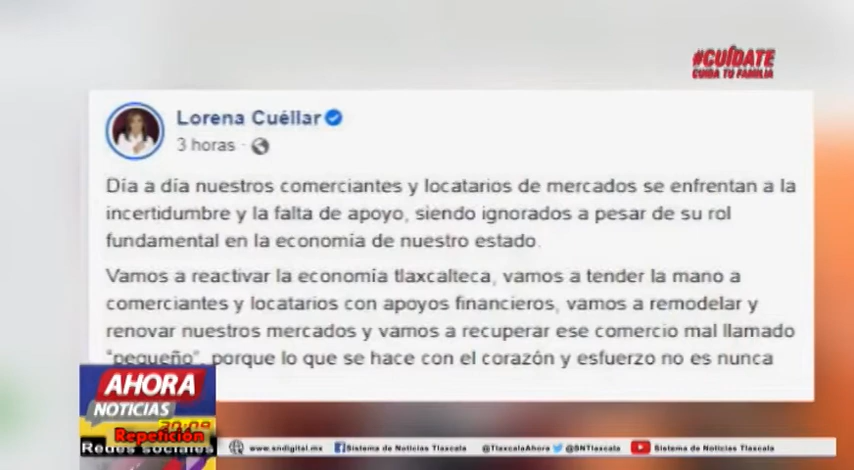 #CUÍDATE
CUIDA TU FAMILIA
Lorena Cuéllar
3 horas ·
Día a día nuestros comerciantes y locatarios de mercados se enfrentan a la
incertidumbre y la falta de apoyo, siendo ignorados a pesar de su rol
fundamental en la economía de nuestro estado.
Vamos a reactivar la economía tlaxcalteca, vamos a tender la mano a
comerciantes y locatarios con apoyos financieros, vamos a remodelar y
renovar nuestros mercados y vamos a recuperar ese comercio mal llamado
"pequeño", porque lo que se hace con el corazón y esfuerzo no es nunca
AHORA
NOTICIAS
Repetición
Redes sociales
www.sndigital.mx Sistema de Noticias Tlaxcala @TlaxcalaAhora @SNTlaxcala Sistema de Noticias Tlaxcala